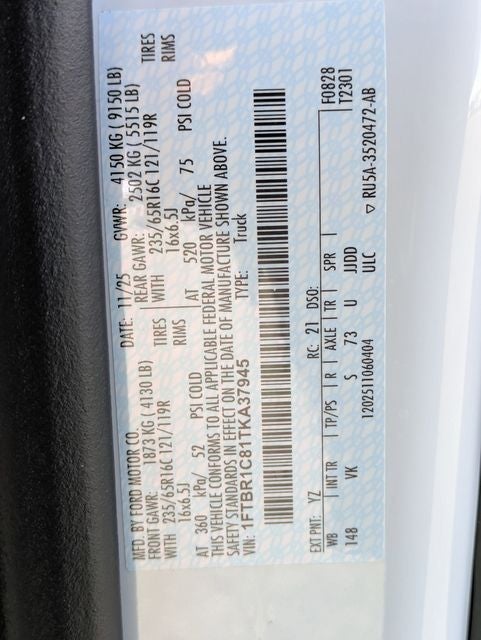 MFD. BY FORD MOTOR CO.
DATE: 11/25 GVWR: 4150 KG ( 9150 LB)
FRONT GAWR: 1873 KG ( 4130 LB) REAR GAWR: 2502 KG ( 5515 LB)
WITH 235/65R16C 121/119R TIRES WITH 235/65R16C 121/119R TIRES
16x6.5J RIMS 16x6.5J RIMS
AT 360 kPa/ 52 PSI COLD AT 520 kPa/ 75 PSI COLD
THIS VEHICLE CONFORMS TO ALL APPLICABLE FEDERAL MOTOR VEHICLE
SAFETY STANDARDS IN EFFECT ON THE DATE OF MANUFACTURE SHOWN ABOVE.
VIN: 1FTBR1C81TKA37945 TYPE: Truck
EXT PNT: YZ RC: 21 DSO: F0828
WB INT TR TP/PS R AXLE TR SPR T2301
148 VK S 73 U JJDD
ULC
1202511060404 ▽ RU5A-3520472-AB